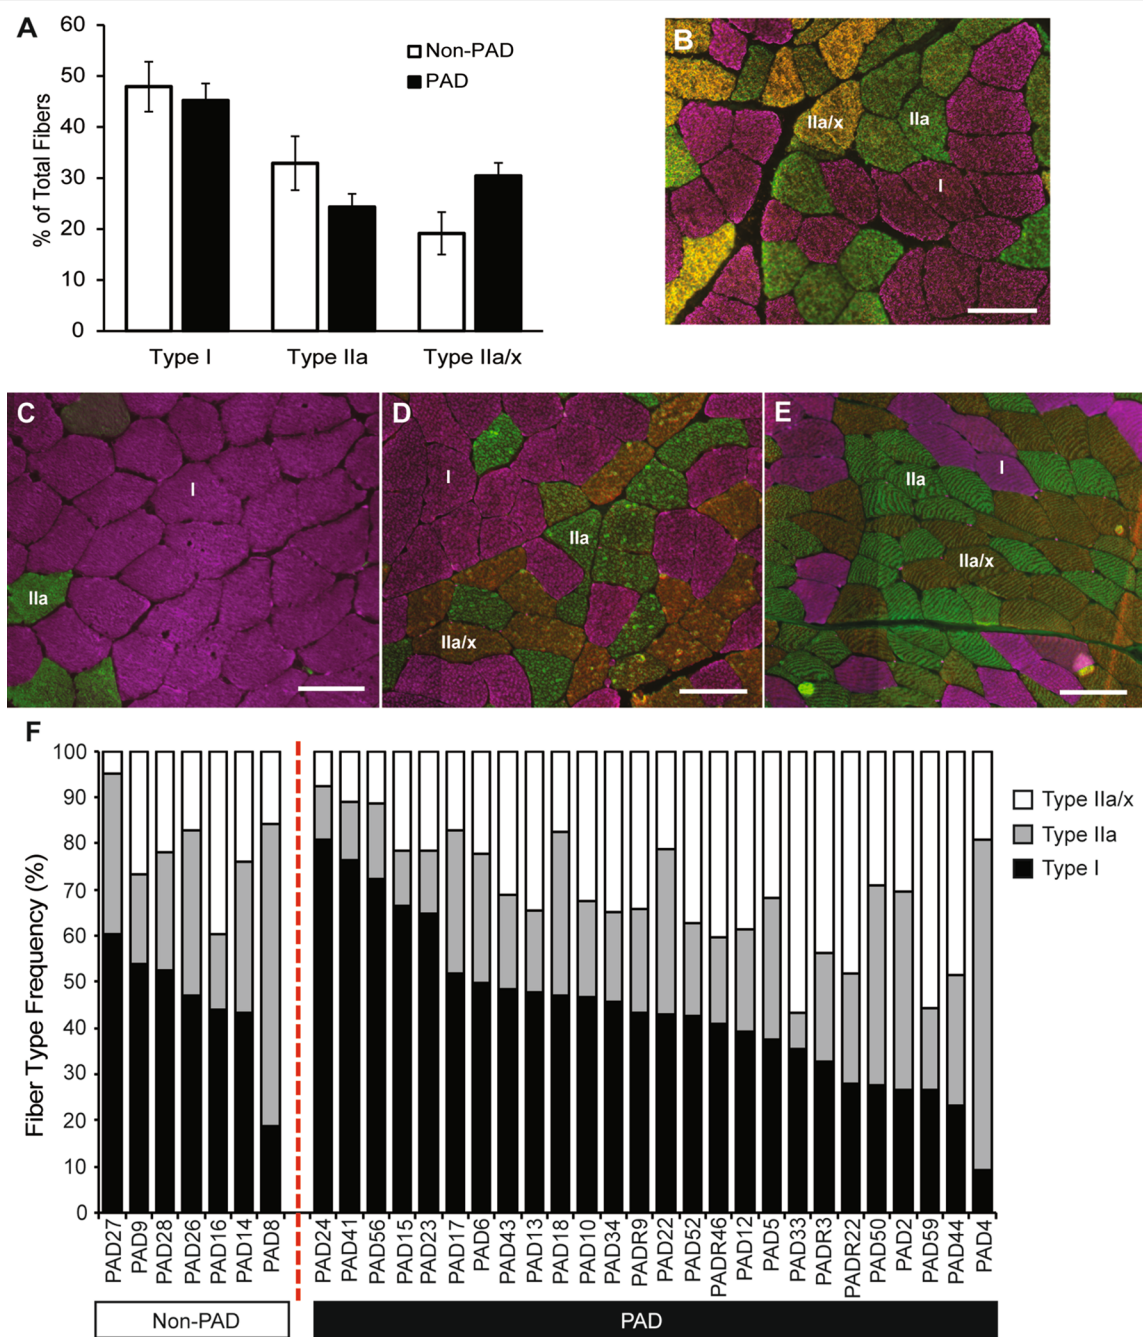 A
60
50
40
30
20
10
0
% of Total Fibers
Non-PAD
PAD
Type I
Type IIa
Type IIa/x
B
IIa/x
IIa
I
C
I
IIa
D
I
IIa
IIa/x
E
I
IIa
IIa/x
F
100
90
80
70
60
50
40
30
20
10
0
Fiber Type Frequency (%)
Type IIa/x
Type IIa
Type I
PAD27
PAD9
PAD28
PAD26
PAD16
PAD14
PAD8
PAD24
PAD41
PAD56
PAD15
PAD23
PAD17
PAD6
PAD43
PAD13
PAD18
PAD10
PAD34
PADR9
PAD22
PAD52
PADR46
PAD12
PAD5
PAD33
PADR3
PADR22
PAD50
PAD2
PAD59
PAD44
PAD4
Non-PAD
PAD